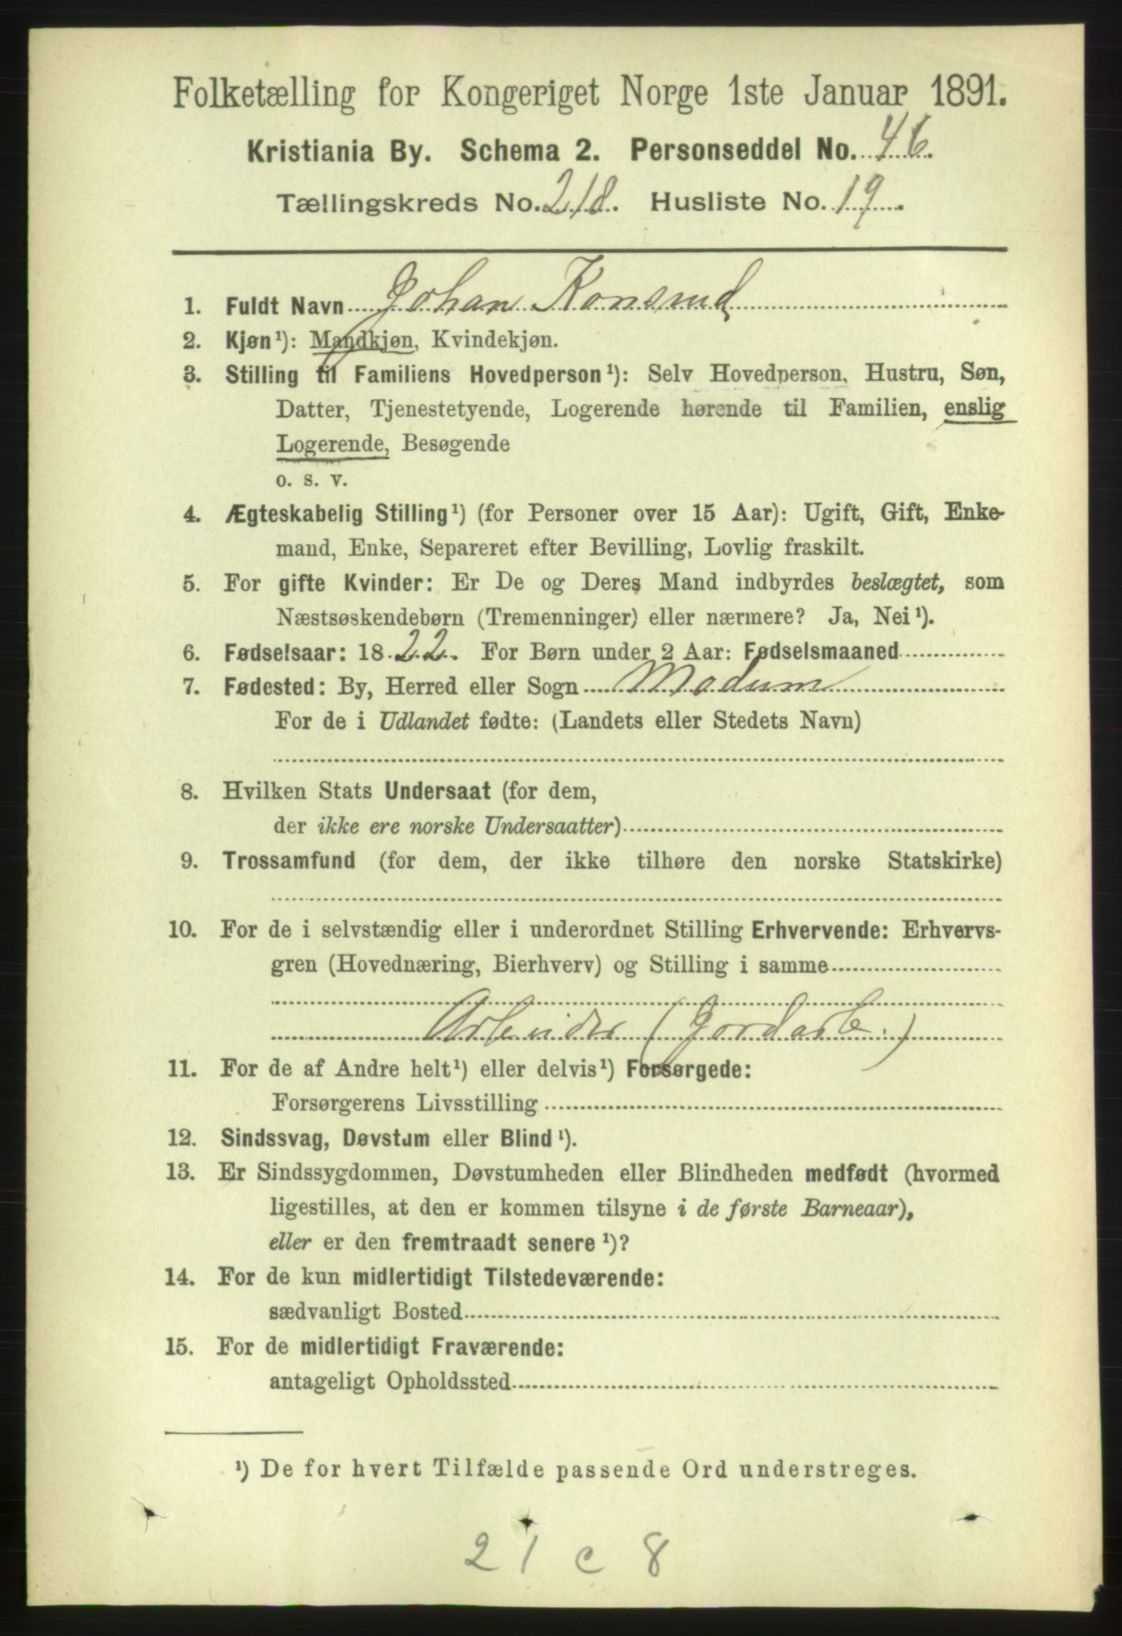 Folketælling for Kongeriget Norge 1ste Januar 1891.
Kristiania By. Schema 2. Personseddel No. 46.
Tællingskreds No. 218. Husliste No. 19.
1. Fuldt Navn Johan Konsrud
2. Kjøn¹): Mandkjøn, Kvindekjøn.
3. Stilling til Familiens Hovedperson¹): Selv Hovedperson, Hustru, Søn,
Datter, Tjenestetyende, Logerende hørende til Familien, enslig
Logerende, Besøgende
o. s. v.
4. Ægteskabelig Stilling¹) (for Personer over 15 Aar): Ugift, Gift, Enke-
mand, Enke, Separeret efter Bevilling, Lovlig fraskilt.
5. For gifte Kvinder: Er De og Deres Mand indbyrdes beslægtet, som
Næstsøskendebørn (Tremenninger) eller nærmere? Ja, Nei¹).
6. Fødselsaar: 1822. For Børn under 2 Aar: Fødselsmaaned
7. Fødested: By, Herred eller Sogn Modum
For de i Udlandet fødte: (Landets eller Stedets Navn)
8. Hvilken Stats Undersaat (for dem,
der ikke ere norske Undersaatter)
9. Trossamfund (for dem, der ikke tilhøre den norske Statskirke)
10. For de i selvstændig eller i underordnet Stilling Erhvervende: Erhvervs-
gren (Hovednæring, Bierhverv) og Stilling i samme
Arbeider (Jordarb.)
11. For de af Andre helt¹) eller delvis¹) Forsørgede:
Forsørgerens Livsstilling
12. Sindssvag, Døvstum eller Blind¹).
13. Er Sindssygdommen, Døvstumheden eller Blindheden medfødt (hvormed
ligestilles, at den er kommen tilsyne i de første Barneaar),
eller er den fremtraadt senere¹)?
14. For de kun midlertidigt Tilstedeværende:
sædvanligt Bosted
15. For de midlertidigt Fraværende:
antageligt Opholdssted
¹) De for hvert Tilfælde passende Ord understreges.
21 c 8